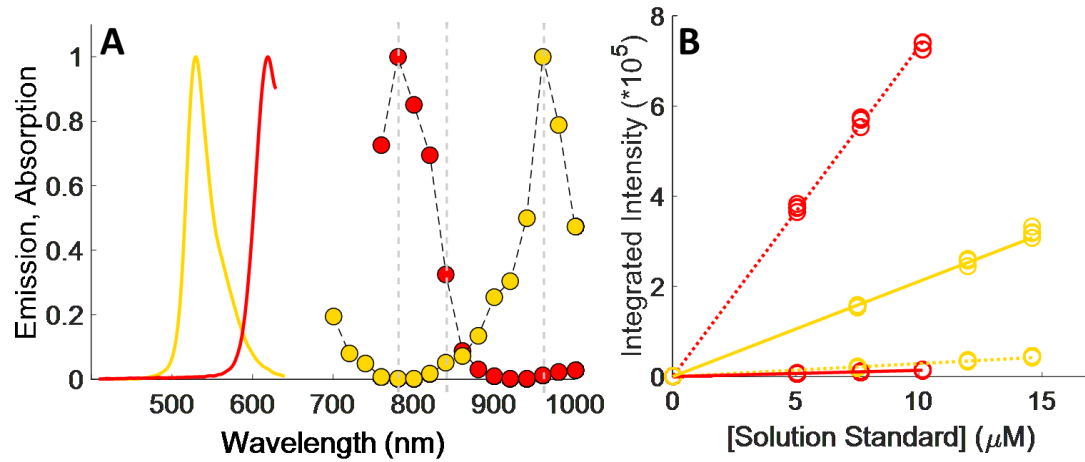 A
Emission, Absorption
1
0.8
0.6
0.4
0.2
0
500 600 700 800 900 1000
Wavelength (nm)
B
Integrated Intensity (*10⁵)
8
6
4
2
0
0 5 10 15
[Solution Standard] (μM)